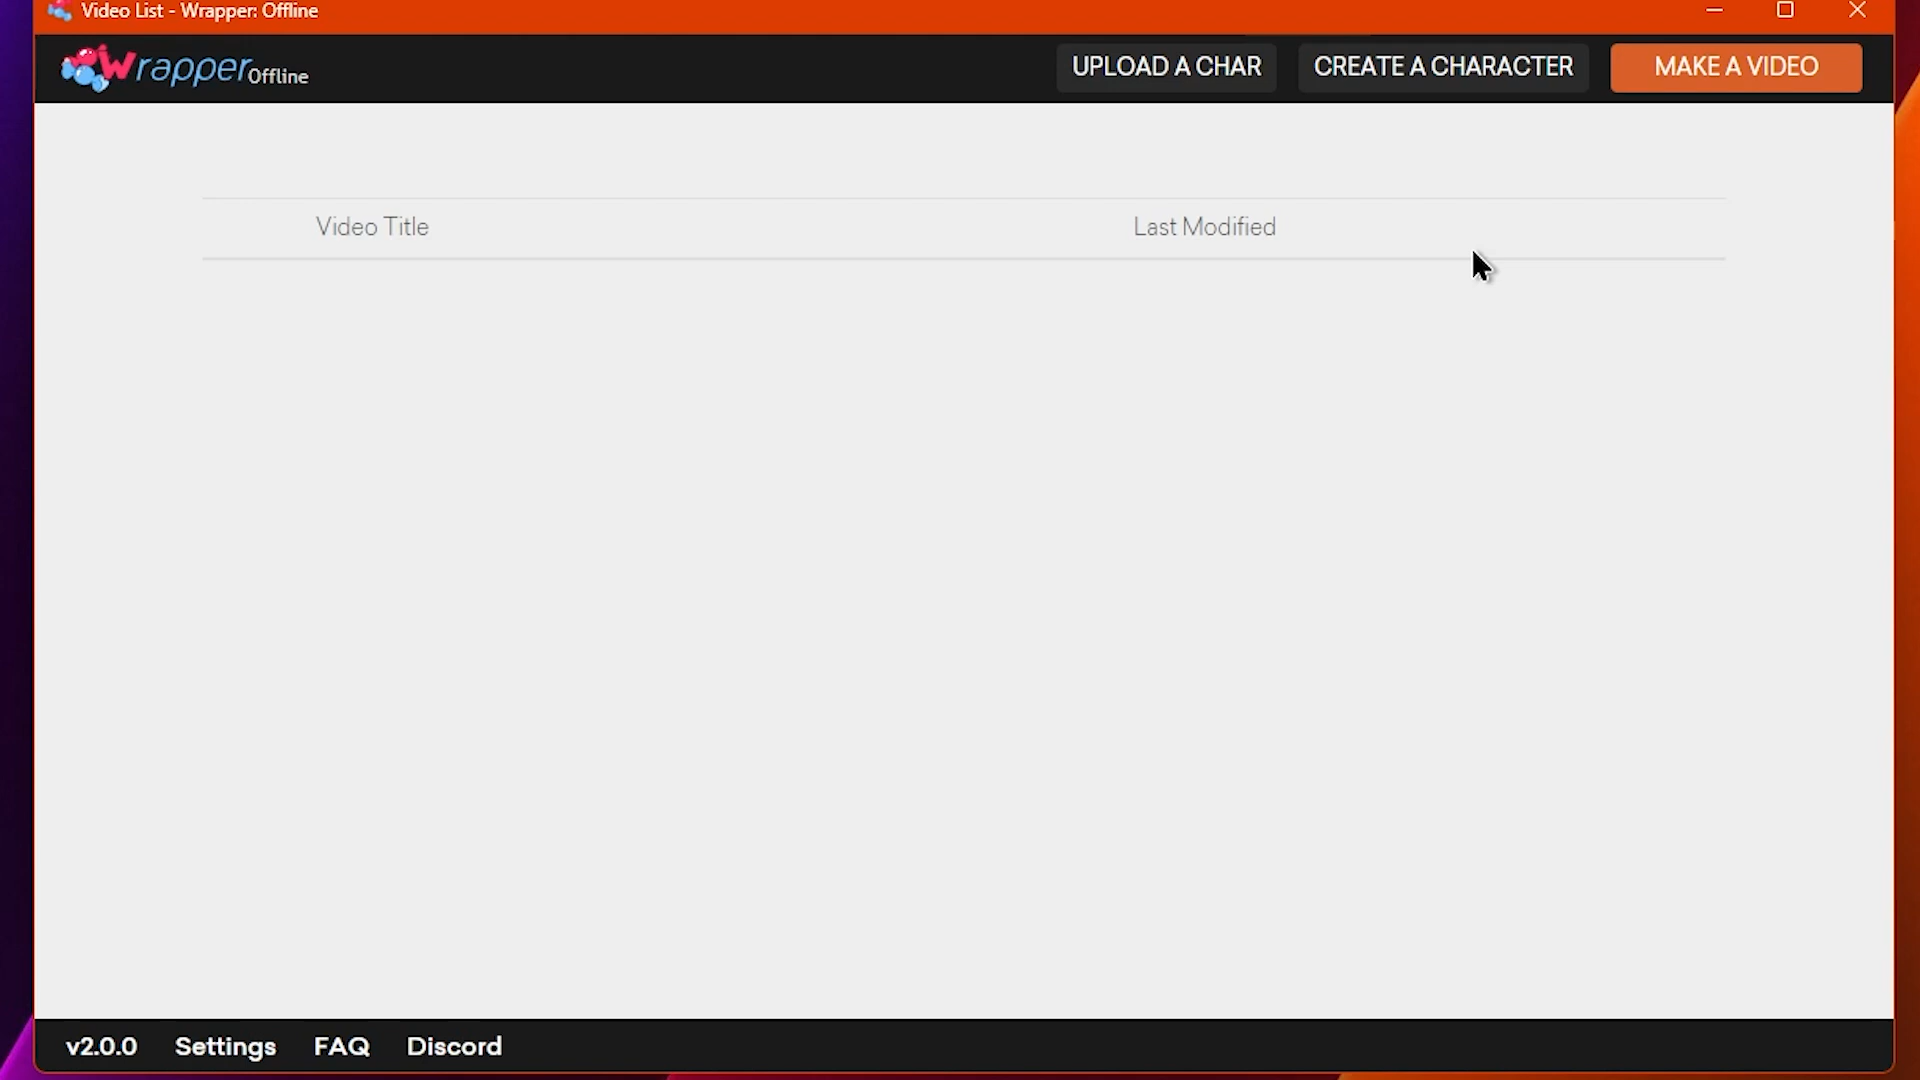 Video List - Wrapper: Offline
Wrapper Offline
UPLOAD A CHAR
CREATE A CHARACTER
MAKE A VIDEO
Video Title
Last Modified
v2.0.0
Settings
FAQ
Discord